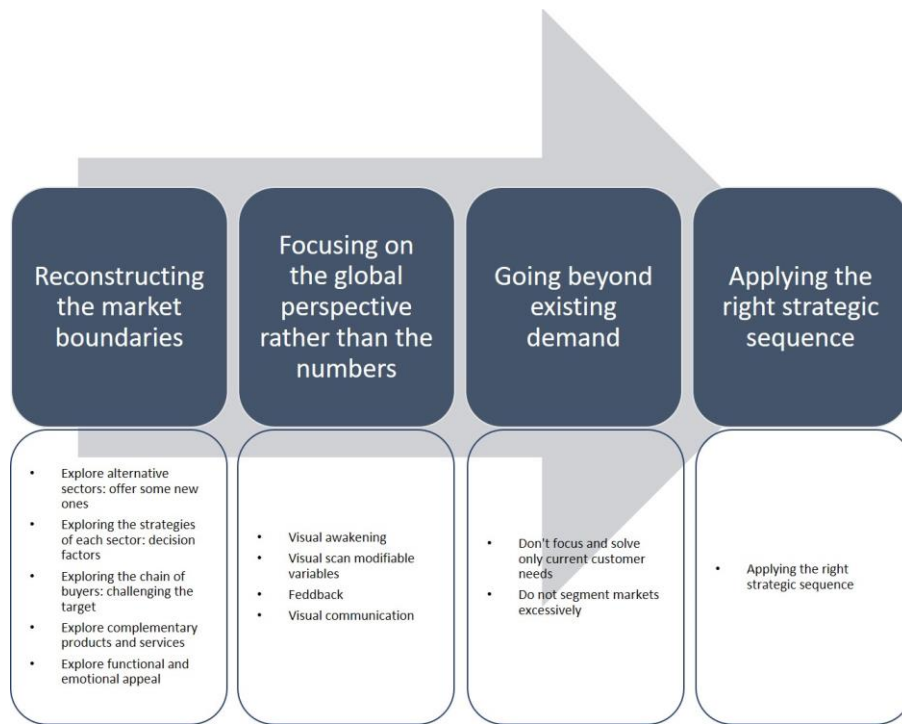 Reconstructing
the market
boundaries
Focusing on
the global
perspective
rather than the
numbers
Going beyond
existing
demand
Applying the
right strategic
sequence
• Explore alternative
sectors: offer some new
ones
• Exploring the strategies
of each sector: decision
factors
• Exploring the chain of
buyers: challenging the
target
• Explore complementary
products and services
• Explore functional and
emotional appeal
• Visual awakening
• Visual scan modifiable
variables
• Feddback
• Visual communication
• Don't focus and solve
only current customer
needs
• Do not segment markets
excessively
• Applying the right
strategic sequence